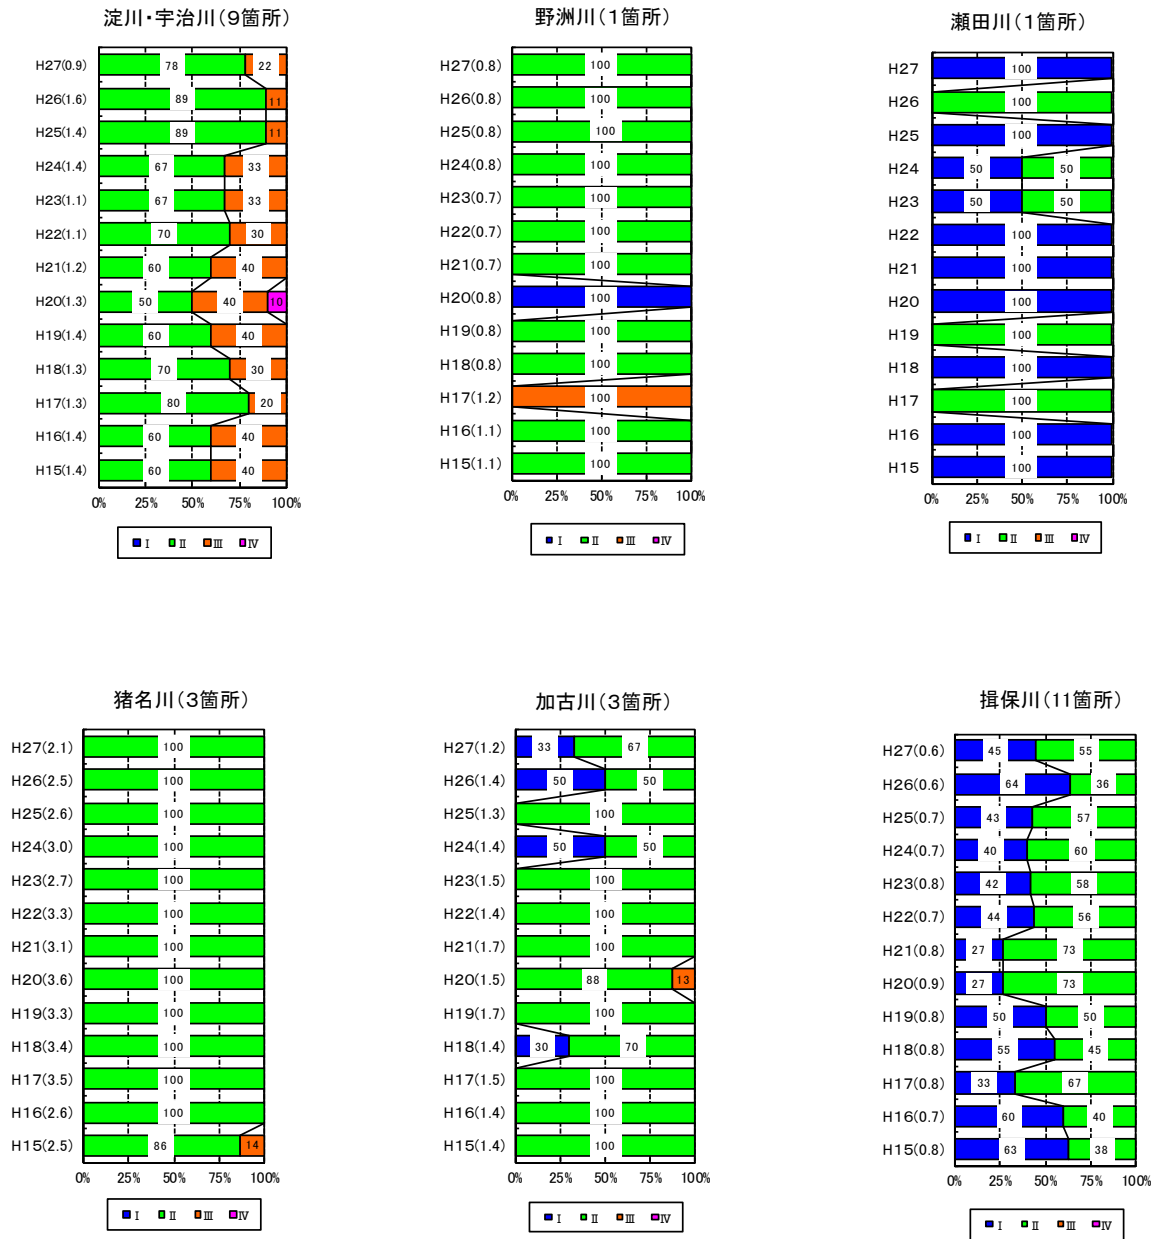 淀川・宇治川(9箇所)
H27(0.9) 78 22
H26(1.6) 89 11
H25(1.4) 89 11
H24(1.4) 67 33
H23(1.1) 67 33
H22(1.1) 70 30
H21(1.2) 60 40
H20(1.3) 50 40 10
H19(1.4) 60 40
H18(1.3) 70 30
H17(1.3) 80 20
H16(1.4) 60 40
H15(1.4) 60 40
0% 25% 50% 75% 100%
I II III IV
野洲川(1箇所)
H27(0.8) 100
H26(0.8) 100
H25(0.8) 100
H24(0.8) 100
H23(0.7) 100
H22(0.7) 100
H21(0.7) 100
H20(0.8) 100
H19(0.8) 100
H18(0.8) 100
H17(1.2) 100
H16(1.1) 100
H15(1.1) 100
0% 25% 50% 75% 100%
I II III IV
瀬田川(1箇所)
H27 100
H26 100
H25 100
H24 50 50
H23 50 50
H22 100
H21 100
H20 100
H19 100
H18 100
H17 100
H16 100
H15 100
0% 25% 50% 75% 100%
I II III IV
猪名川(3箇所)
H27(2.1) 100
H26(2.5) 100
H25(2.6) 100
H24(3.0) 100
H23(2.7) 100
H22(3.3) 100
H21(3.1) 100
H20(3.6) 100
H19(3.3) 100
H18(3.4) 100
H17(3.5) 100
H16(2.6) 100
H15(2.5) 86 14
0% 25% 50% 75% 100%
I II III IV
加古川(3箇所)
H27(1.2) 33 67
H26(1.4) 50 50
H25(1.3) 100
H24(1.4) 50 50
H23(1.5) 100
H22(1.4) 100
H21(1.7) 100
H20(1.5) 88 13
H19(1.7) 100
H18(1.4) 30 70
H17(1.5) 100
H16(1.4) 100
H15(1.4) 100
0% 25% 50% 75% 100%
I II III IV
揖保川(11箇所)
H27(0.6) 45 55
H26(0.6) 64 36
H25(0.7) 43 57
H24(0.7) 40 60
H23(0.8) 42 58
H22(0.7) 44 56
H21(0.8) 27 73
H20(0.9) 27 73
H19(0.8) 50 50
H18(0.8) 55 45
H17(0.8) 33 67
H16(0.7) 60 40
H15(0.8) 63 38
0% 25% 50% 75% 100%
I II III IV